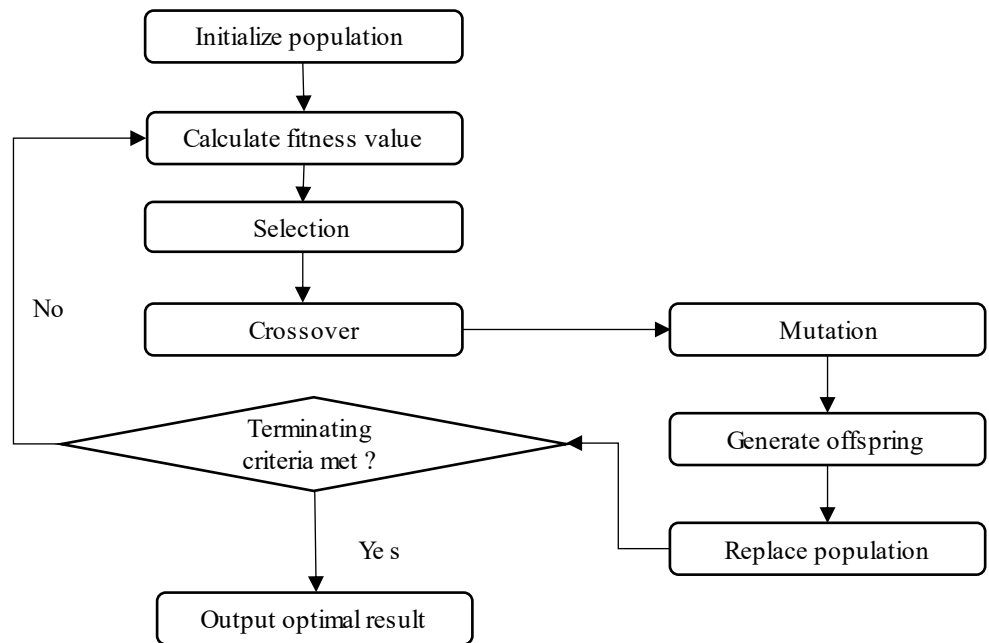 Initialize population
Calculate fitness value
Selection
No
Crossover
Mutation
Terminating
criteria met ?
Generate offspring
Yes
Replace population
Output optimal result